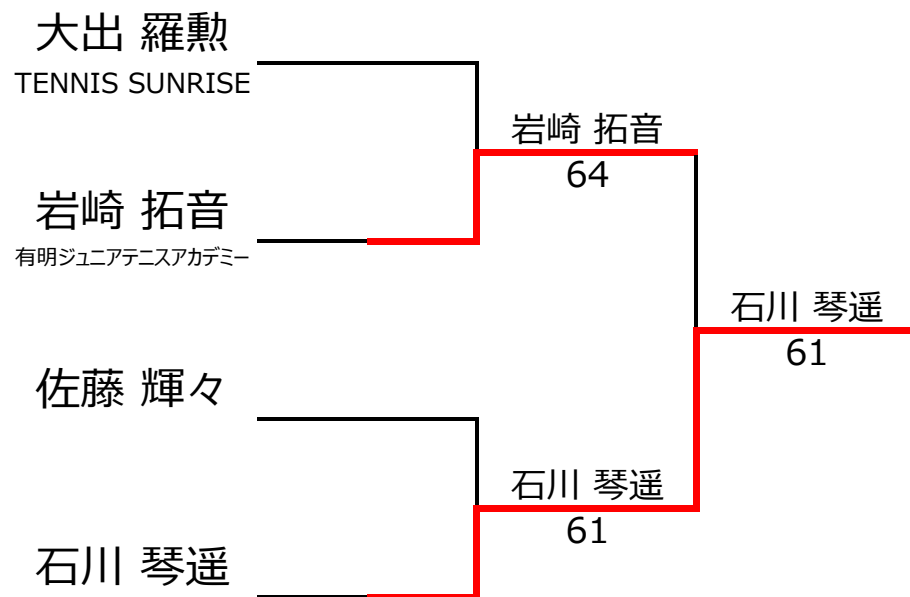 大出 羅勲
TENNIS SUNRISE
岩崎 拓音
64
岩崎 拓音
有明ジュニアテニスアカデミー
石川 琴遥
61
佐藤 輝々
石川 琴遥
61
石川 琴遥